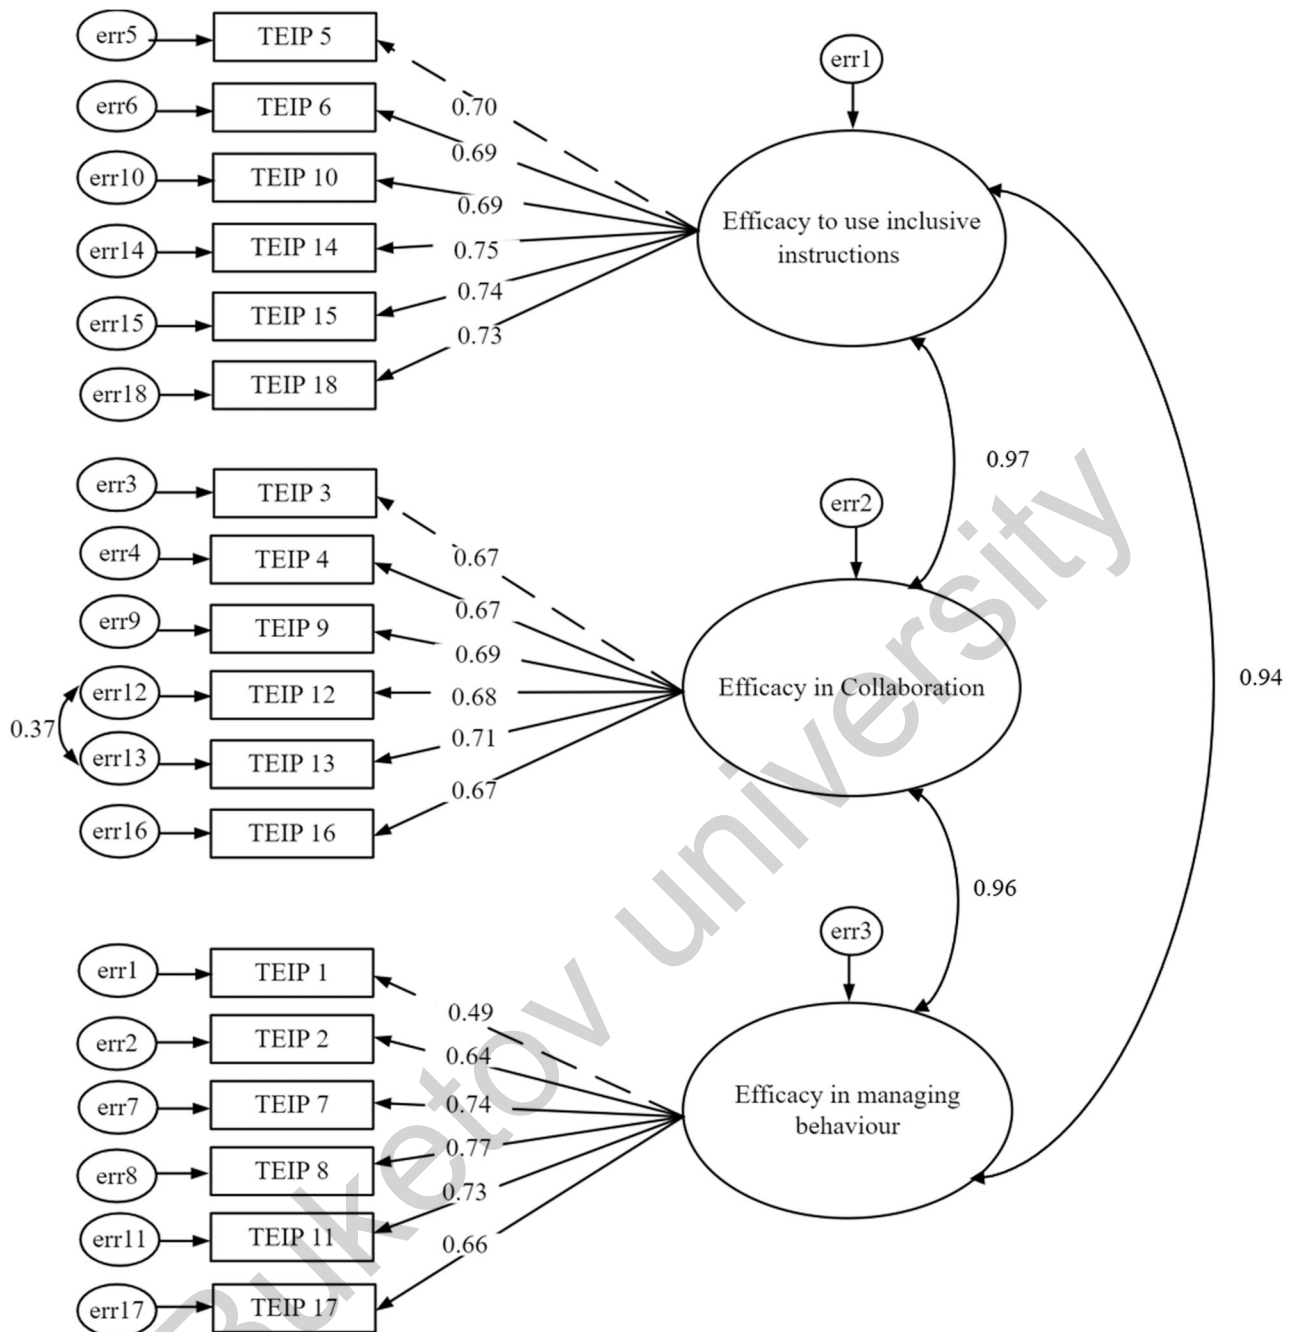 err5 TEIP 5
err1
err6 TEIP 6
0.70
0.69
err10 TEIP 10
0.69
Efficacy to use inclusive
instructions
err14 TEIP 14
0.75
0.74
err15 TEIP 15
0.73
err18 TEIP 18
0.97
err3 TEIP 3
err2
err4 TEIP 4
0.67
0.67
err9 TEIP 9
0.69
err12 TEIP 12
0.68
Efficacy in Collaboration
0.94
0.37
0.71
err13 TEIP 13
0.67
err16 TEIP 16
0.96
err3
err1 TEIP 1
0.49
err2 TEIP 2
0.64
err7 TEIP 7
0.74
Efficacy in managing
behaviour
0.77
err8 TEIP 8
0.73
err11 TEIP 11
0.66
err17 TEIP 17
Buketov university